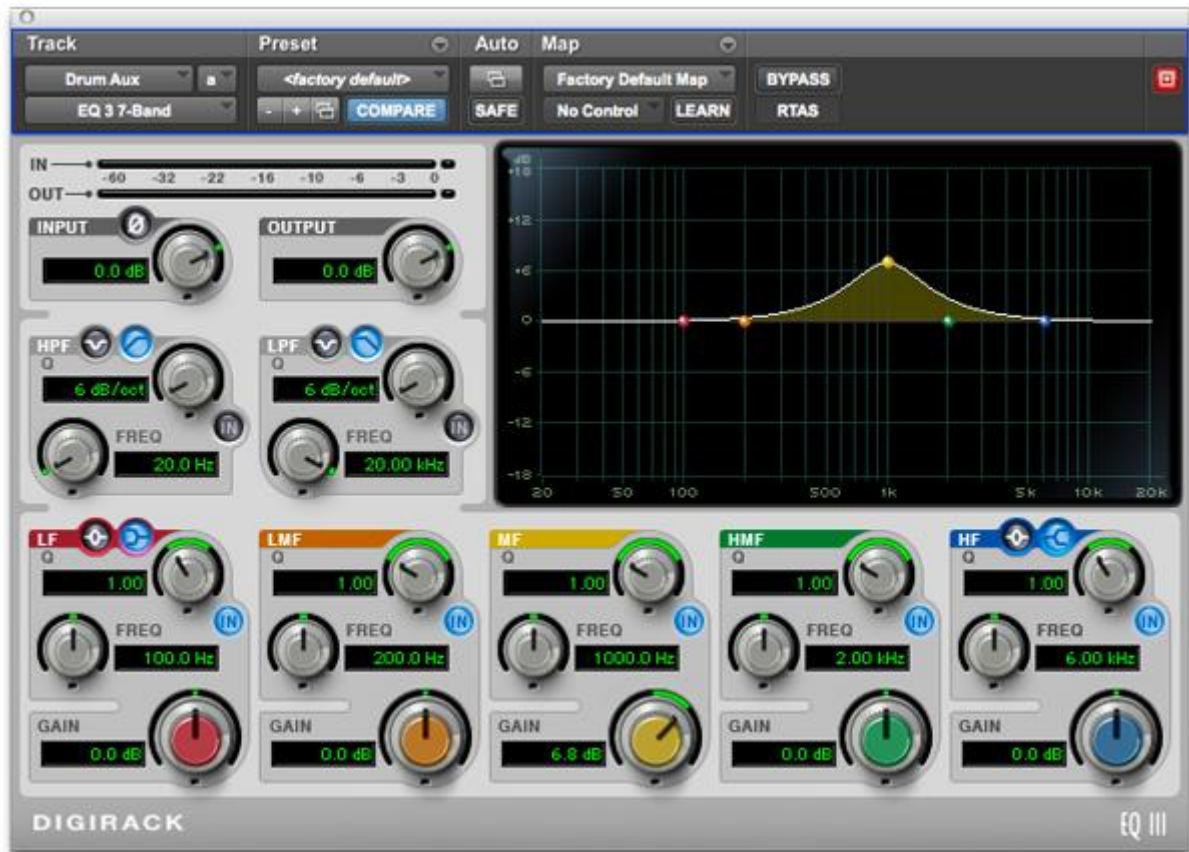 Track Preset Auto Map
Drum Aux a <factory default> Factory Default Map BYPASS
EQ 3 7-Band - + COMPARE SAFE No Control LEARN RTAS
IN
-60 -32 -22 -16 -10 -6 -3 0
OUT
INPUT Ø OUTPUT
0.0 dB 0.0 dB
HPF LPF
Q Q
6 dB/oct 6 dB/oct
IN IN
FREQ FREQ
20.0 Hz 20.00 kHz
dB
+18
+12
+6
0
-6
-12
-18
20 50 100 500 1k 5k 10k 20k
LF LMF MF HMF HF
Q Q Q Q Q
1.00 1.00 1.00 1.00 1.00
IN IN IN IN IN
FREQ FREQ FREQ FREQ FREQ
100.0 Hz 200.0 Hz 1000.0 Hz 2.00 kHz 6.00 kHz
GAIN GAIN GAIN GAIN GAIN
0.0 dB 0.0 dB 6.8 dB 0.0 dB 0.0 dB
DIGIRACK EQ III